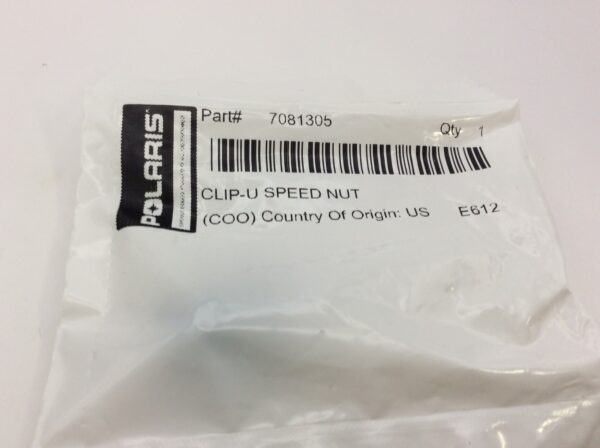 POLARIS
Part# 7081305 Qty 1
CLIP-U SPEED NUT
(COO) Country Of Origin: US E612